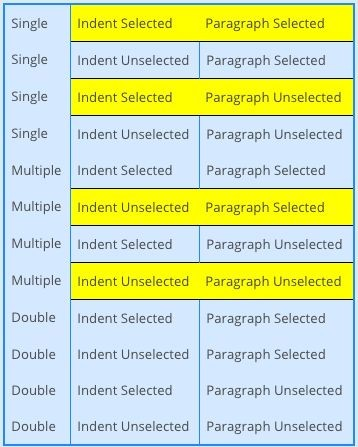 Single Indent Selected Paragraph Selected
Single Indent Unselected Paragraph Selected
Single Indent Selected Paragraph Unselected
Single Indent Unselected Paragraph Unselected
Multiple Indent Selected Paragraph Selected
Multiple Indent Unselected Paragraph Selected
Multiple Indent Selected Paragraph Unselected
Multiple Indent Unselected Paragraph Unselected
Double Indent Selected Paragraph Selected
Double Indent Unselected Paragraph Selected
Double Indent Selected Paragraph Unselected
Double Indent Unselected Paragraph Unselected